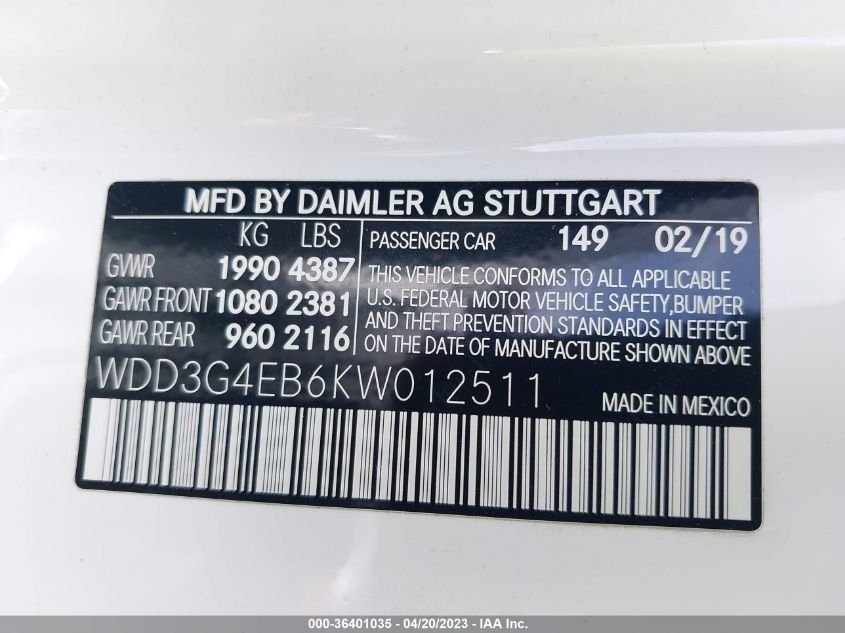 MFD BY DAIMLER AG STUTTGART
KG LBS
GVWR 1990 4387
GAWR FRONT 1080 2381
GAWR REAR 960 2116
PASSENGER CAR 149 02/19
THIS VEHICLE CONFORMS TO ALL APPLICABLE
U.S. FEDERAL MOTOR VEHICLE SAFETY,BUMPER
AND THEFT PREVENTION STANDARDS IN EFFECT
ON THE DATE OF MANUFACTURE SHOWN ABOVE
WDD3G4EB6KW012511
MADE IN MEXICO
000-36401035 - 04/20/2023 - IAA Inc.